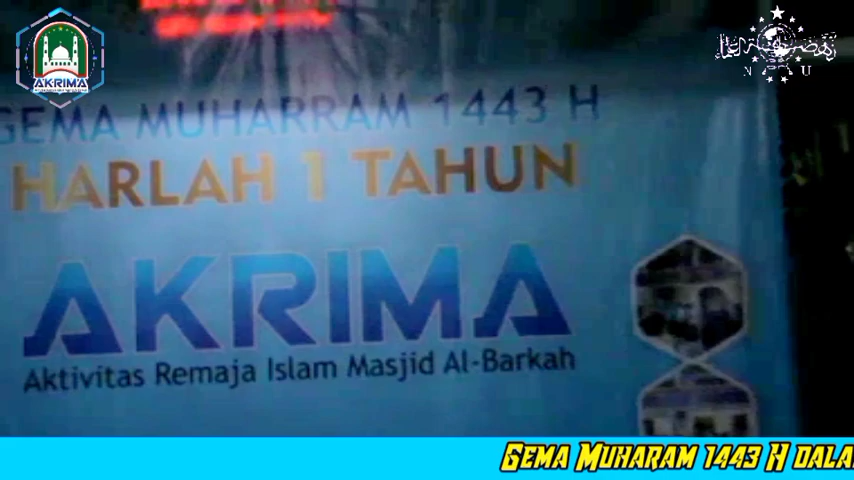 AKRIMA
N U
GEMA MUHARRAM 1443 H
HARLAH 1 TAHUN
AKRIMA
Aktivitas Remaja Islam Masjid Al-Barkah
Gema Muharam 1443 H dala